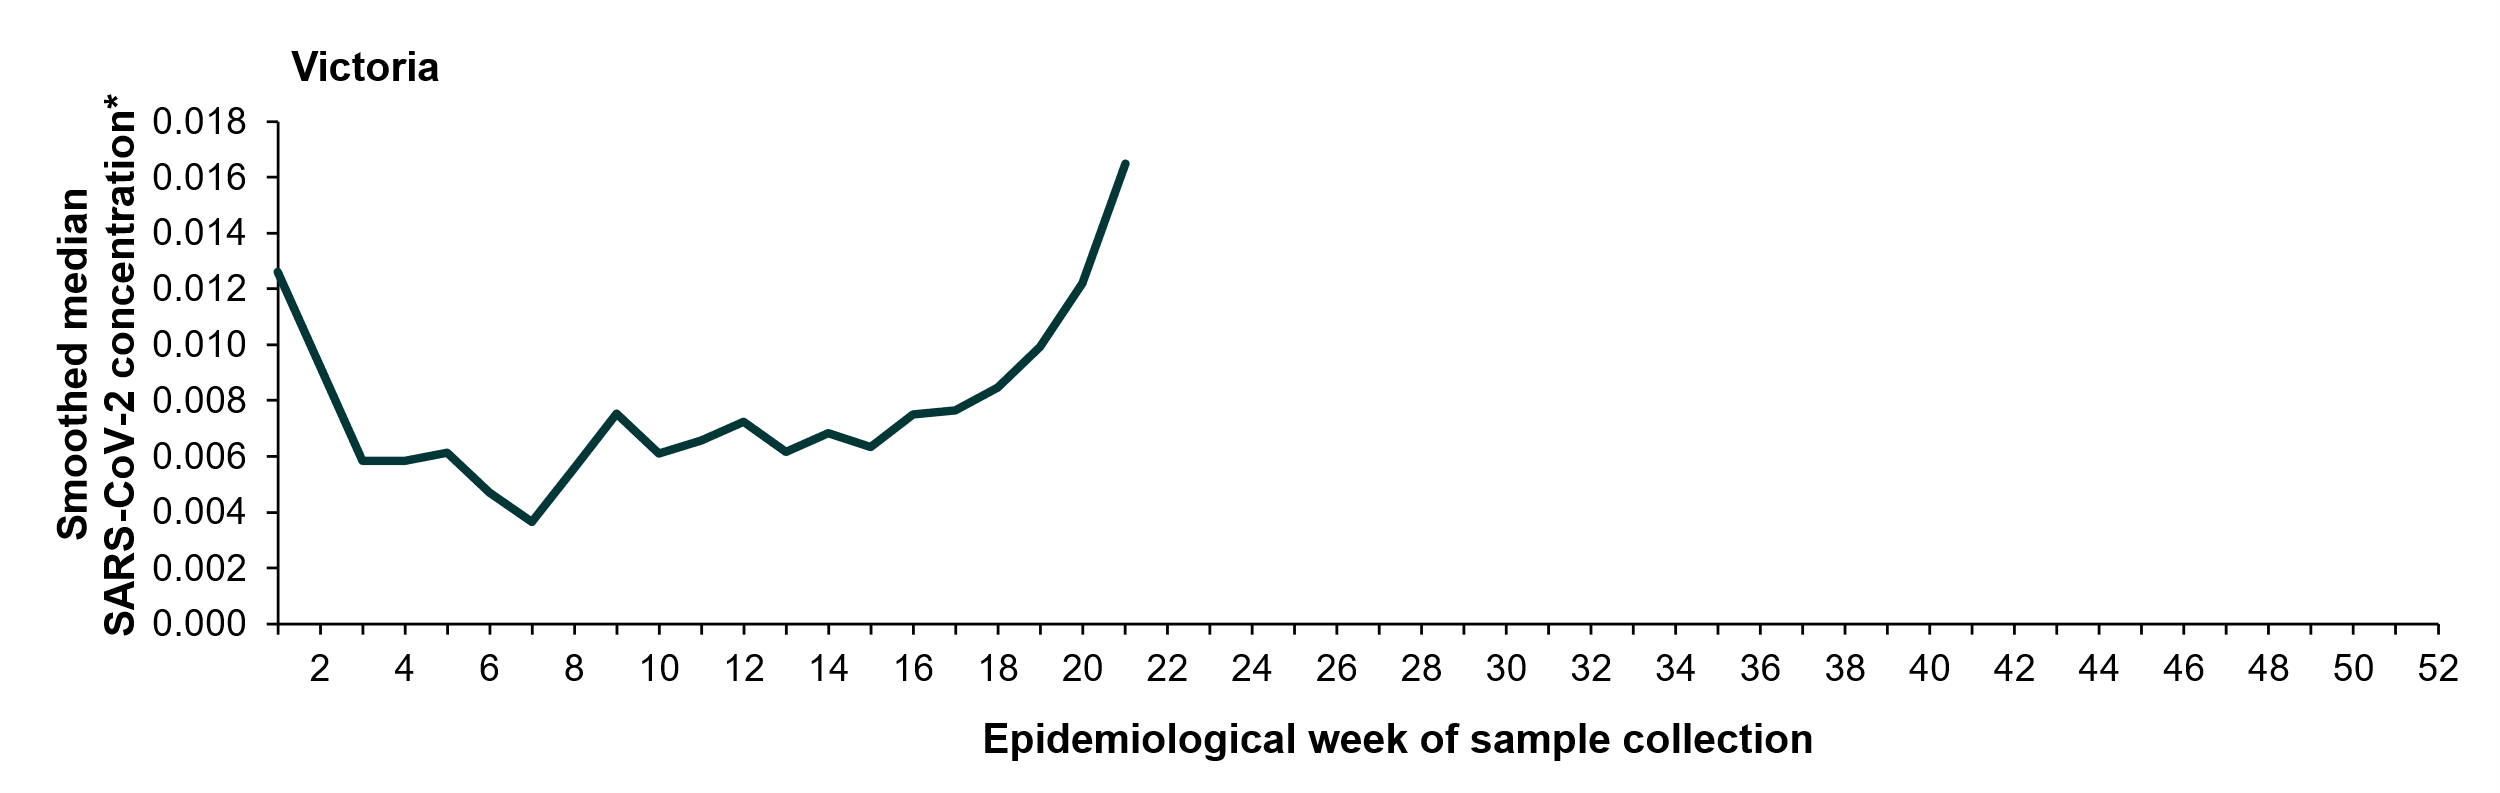 Victoria
Smoothed median
SARS-CoV-2 concentration*
0.018
0.016
0.014
0.012
0.010
0.008
0.006
0.004
0.002
0.000
2 4 6 8 10 12 14 16 18 20 22 24 26 28 30 32 34 36 38 40 42 44 46 48 50 52
Epidemiological week of sample collection